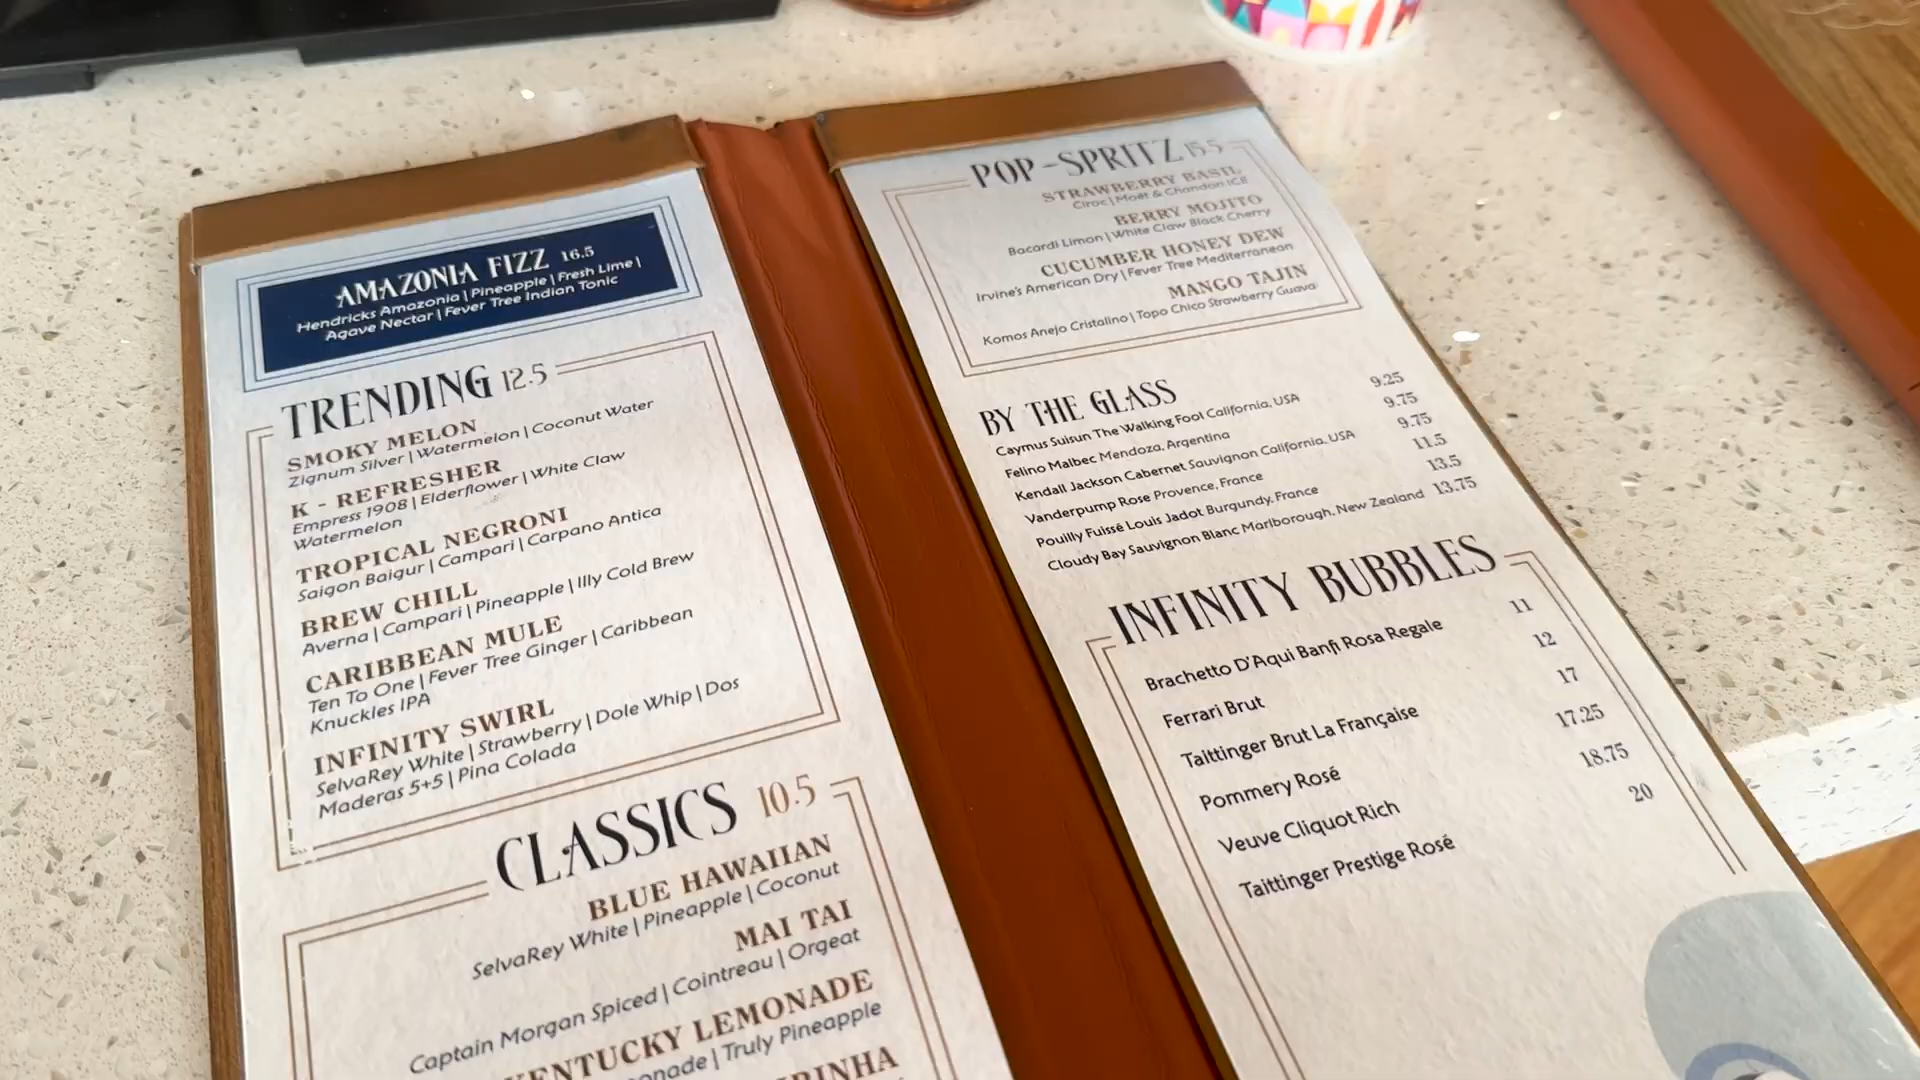 AMAZONIA FIZZ 16.5
Hendricks Amazonia | Pineapple | Fresh Lime |
Agave Nectar | Fever Tree Indian Tonic
TRENDING 12.5
SMOKY MELON
Zignum Silver | Watermelon | Coconut Water
K - REFRESHER
Empress 1908 | Elderflower | White Claw
Watermelon
TROPICAL NEGRONI
Saigon Baigur | Campari | Carpano Antica
BREW CHILL
Averna | Campari | Pineapple | Illy Cold Brew
CARIBBEAN MULE
Ten To One | Fever Tree Ginger | Caribbean
Knuckles IPA
INFINITY SWIRL
SelvaRey White | Strawberry | Dole Whip | Dos
Maderas 5+5 | Pina Colada
CLASSICS 10.5
BLUE HAWAIIAN
SelvaRey White | Pineapple | Coconut
MAI TAI
Captain Morgan Spiced | Cointreau | Orgeat
KENTUCKY LEMONADE
| Truly Pineapple
POP-SPRITZ 15.5
STRAWBERRY BASIL
Ciroc | Moët & Chandon ICE
BERRY MOJITO
Bacardi Limon | White Claw Black Cherry
CUCUMBER HONEY DEW
Irvine's American Dry | Fever Tree Mediterranean
MANGO TAJIN
Komos Anejo Cristalino | Topo Chico Strawberry Guava
BY THE GLASS
Caymus Suisun The Walking Fool California, USA 9.25
Felino Malbec Mendoza, Argentina 9.75
Kendall Jackson Cabernet Sauvignon California, USA 9.75
Vanderpump Rose Provence, France 11.5
Pouilly Fuissé Louis Jadot Burgundy, France 13.5
Cloudy Bay Sauvignon Blanc Marlborough, New Zealand 13.75
INFINITY BUBBLES
Brachetto D'Aqui Banfi Rosa Regale 11
Ferrari Brut 12
Taittinger Brut La Française 17
Pommery Rosé 17.25
Veuve Cliquot Rich 18.75
Taittinger Prestige Rosé 20